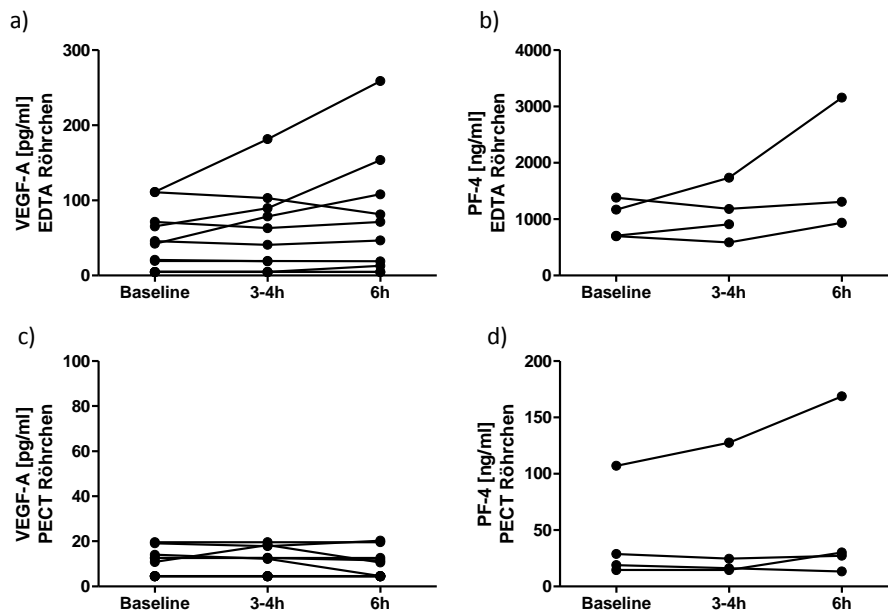 a)
VEGF-A [pg/ml]
EDTA Röhrchen
300
200
100
0
Baseline 3-4h 6h
b)
PF-4 [ng/ml]
EDTA Röhrchen
4000
3000
2000
1000
0
Baseline 3-4h 6h
c)
VEGF-A [pg/ml]
PECT Röhrchen
100
80
60
40
20
0
Baseline 3-4h 6h
d)
PF-4 [ng/ml]
PECT Röhrchen
200
150
100
50
0
Baseline 3-4h 6h